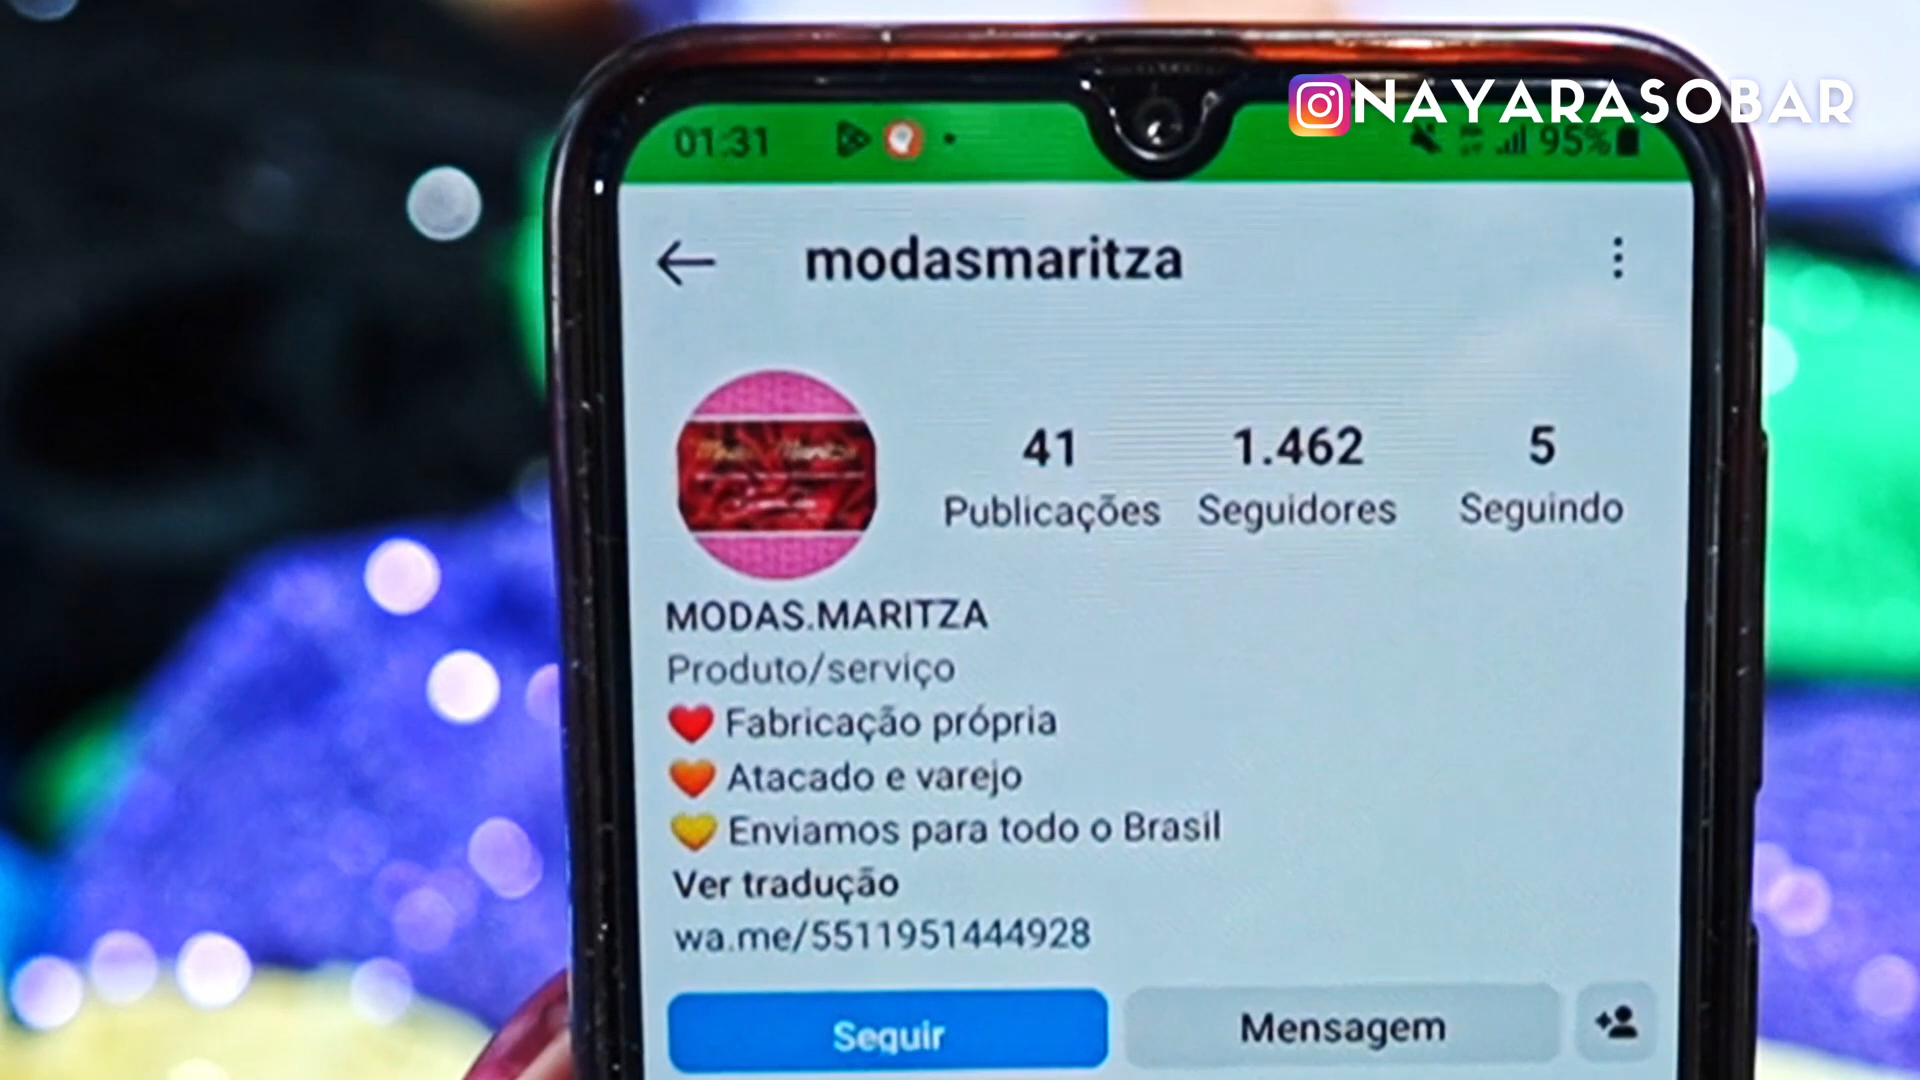 NAYARASOBAR
01:31
95%
modasmaritza
41 1.462 5
Publicações Seguidores Seguindo
MODAS.MARITZA
Produto/serviço
Fabricação própria
Atacado e varejo
Enviamos para todo o Brasil
Ver tradução
wa.me/5511951444928
Seguir Mensagem